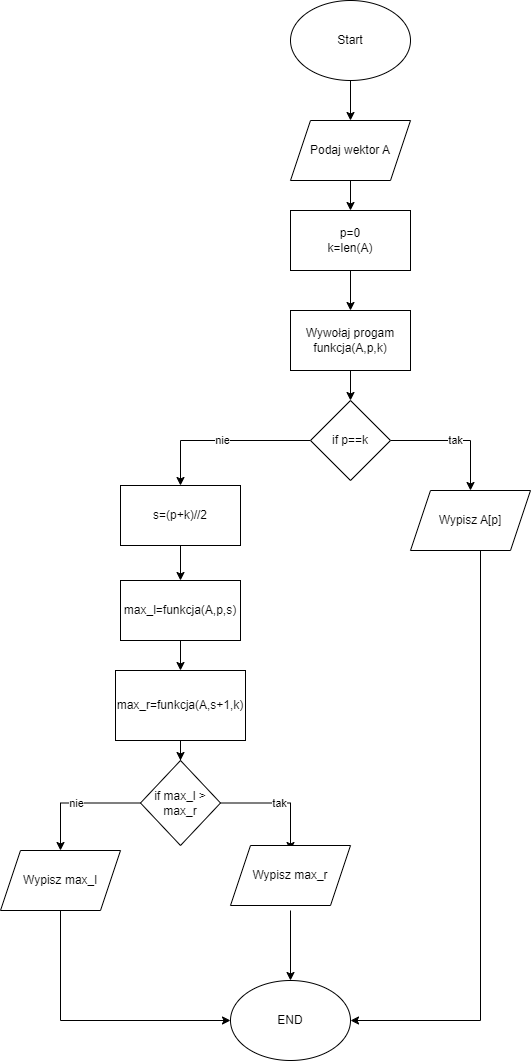 Start
Podaj wektor A
p=0
k=len(A)
Wywołaj progam
funkcja(A,p,k)
if p==k
nie
tak
s=(p+k)//2
Wypisz A[p]
max_l=funkcja(A,p,s)
max_r=funkcja(A,s+1,k)
if max_l >
max_r
nie
tak
Wypisz max_l
Wypisz max_r
END